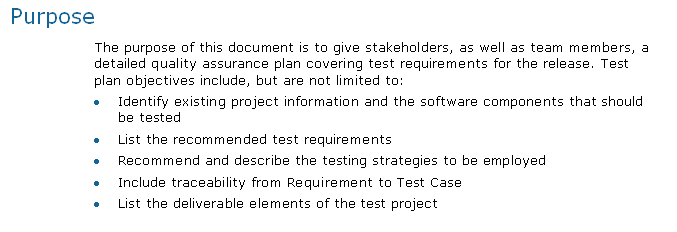 Purpose
The purpose of this document is to give stakeholders, as well as team members, a
detailed quality assurance plan covering test requirements for the release. Test
plan objectives include, but are not limited to:
• Identify existing project information and the software components that should
be tested
• List the recommended test requirements
• Recommend and describe the testing strategies to be employed
• Include traceability from Requirement to Test Case
• List the deliverable elements of the test project